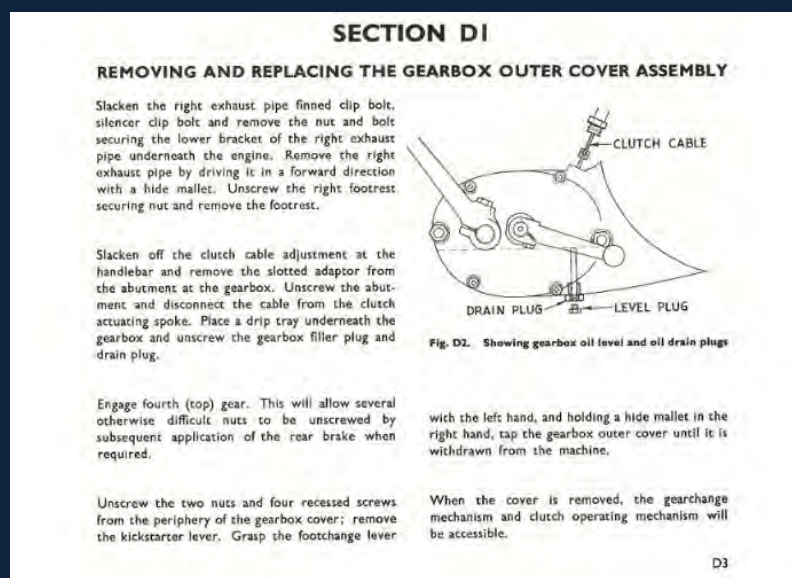 SECTION D1
REMOVING AND REPLACING THE GEARBOX OUTER COVER ASSEMBLY
Slacken the right exhaust pipe finned clip bolt,
silencer clip bolt and remove the nut and bolt
securing the lower bracket of the right exhaust
pipe underneath the engine. Remove the right
exhaust pipe by driving it in a forward direction
with a hide mallet. Unscrew the right footrest
securing nut and remove the footrest.
Slacken off the clutch cable adjustment at the
handlebar and remove the slotted adaptor from
the abutment at the gearbox. Unscrew the abut-
ment and disconnect the cable from the clutch
actuating spoke. Place a drip tray underneath the
gearbox and unscrew the gearbox filler plug and
drain plug.
Engage fourth (top) gear. This will allow several
otherwise difficult nuts to be unscrewed by
subsequent application of the rear brake when
required.
Unscrew the two nuts and four recessed screws
from the periphery of the gearbox cover; remove
the kickstarter lever. Grasp the footchange lever
CLUTCH CABLE
DRAIN PLUG
LEVEL PLUG
Fig. D2. Showing gearbox oil level and oil drain plugs
with the left hand, and holding a hide mallet in the
right hand, tap the gearbox outer cover until it is
withdrawn from the machine.
When the cover is removed, the gearchange
mechanism and clutch operating mechanism will
be accessible.
D3